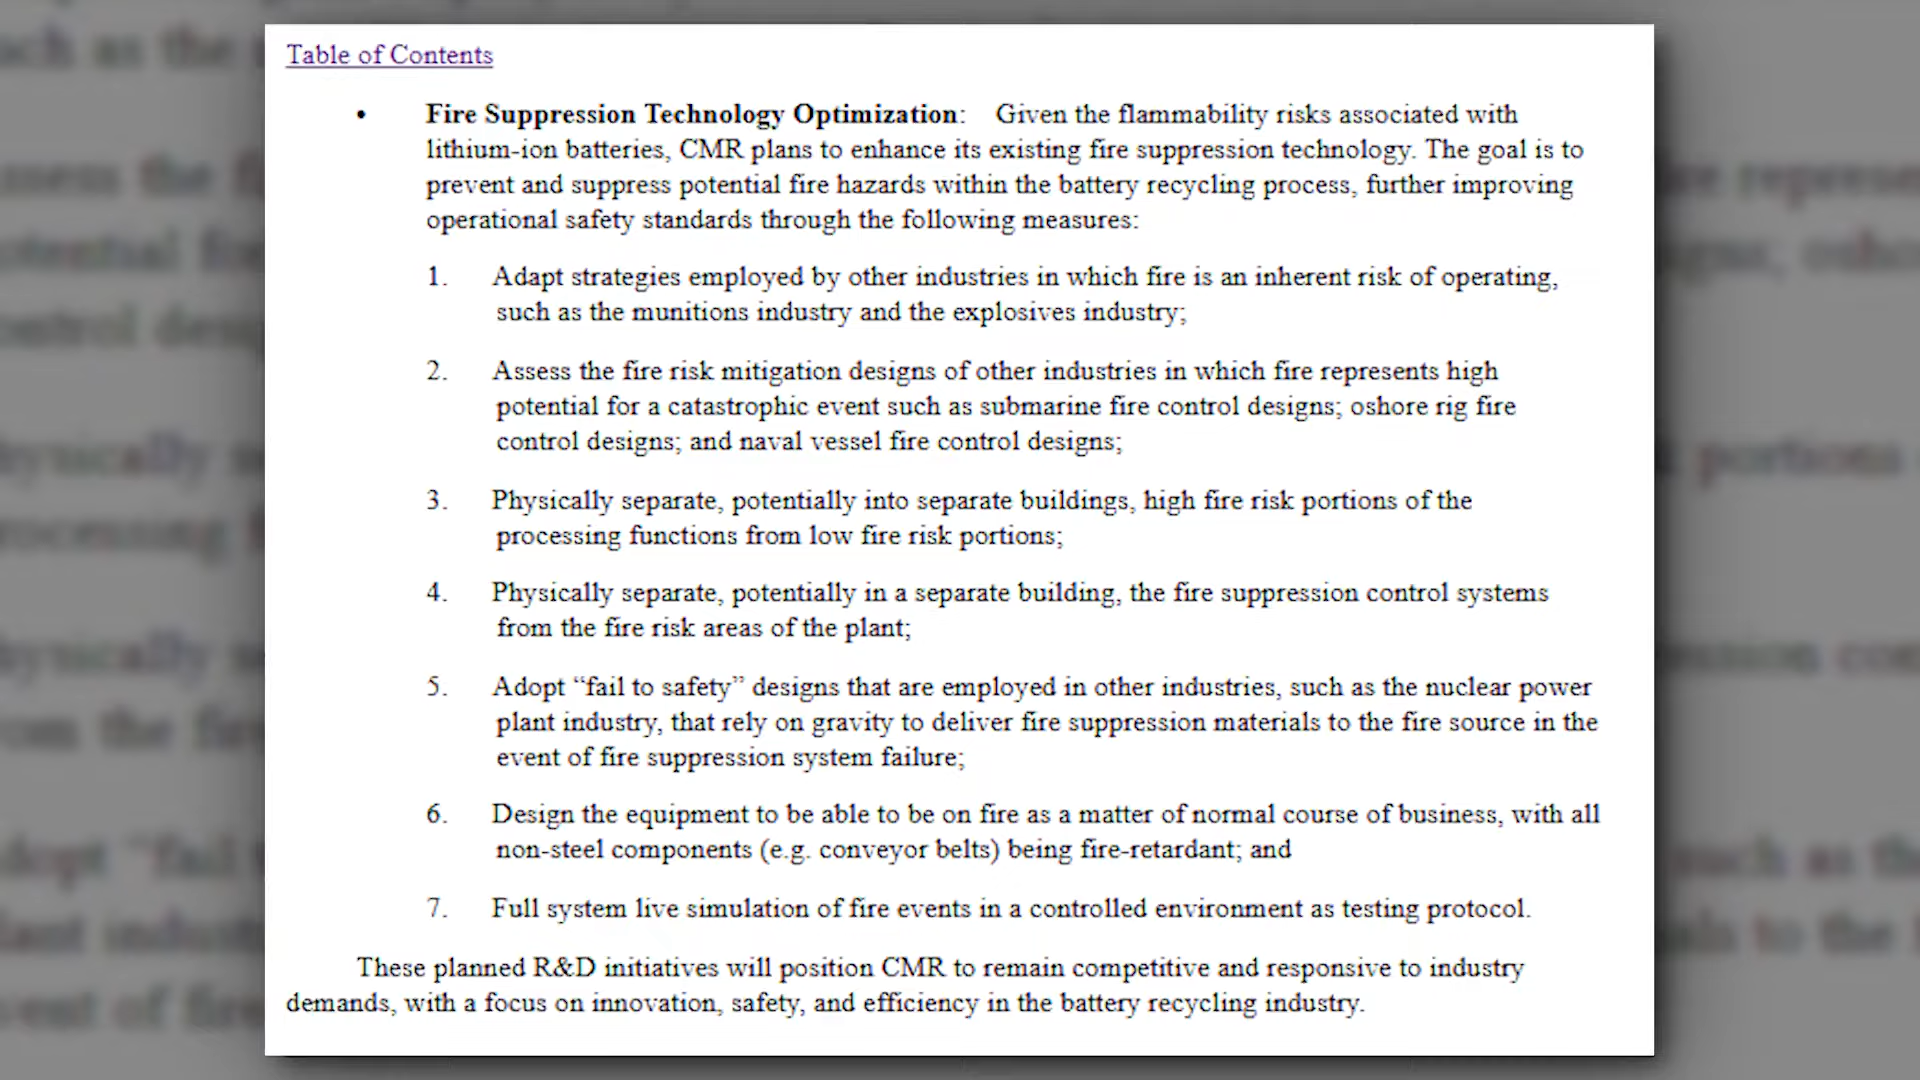 Table of Contents
• Fire Suppression Technology Optimization: Given the flammability risks associated with
lithium-ion batteries, CMR plans to enhance its existing fire suppression technology. The goal is to
prevent and suppress potential fire hazards within the battery recycling process, further improving
operational safety standards through the following measures:
1. Adapt strategies employed by other industries in which fire is an inherent risk of operating,
such as the munitions industry and the explosives industry;
2. Assess the fire risk mitigation designs of other industries in which fire represents high
potential for a catastrophic event such as submarine fire control designs; oshore rig fire
control designs; and naval vessel fire control designs;
3. Physically separate, potentially into separate buildings, high fire risk portions of the
processing functions from low fire risk portions;
4. Physically separate, potentially in a separate building, the fire suppression control systems
from the fire risk areas of the plant;
5. Adopt “fail to safety” designs that are employed in other industries, such as the nuclear power
plant industry, that rely on gravity to deliver fire suppression materials to the fire source in the
event of fire suppression system failure;
6. Design the equipment to be able to be on fire as a matter of normal course of business, with all
non-steel components (e.g. conveyor belts) being fire-retardant; and
7. Full system live simulation of fire events in a controlled environment as testing protocol.
These planned R&D initiatives will position CMR to remain competitive and responsive to industry
demands, with a focus on innovation, safety, and efficiency in the battery recycling industry.